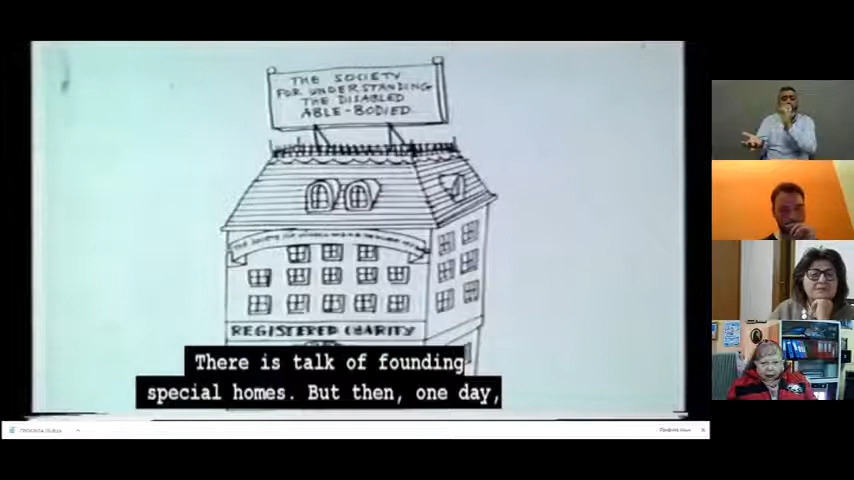 THE SOCIETY
FOR UNDERSTANDING
THE DISABLED
ABLE-BODIED
REGISTERED CHARITY
There is talk of founding
special homes. But then, one day,